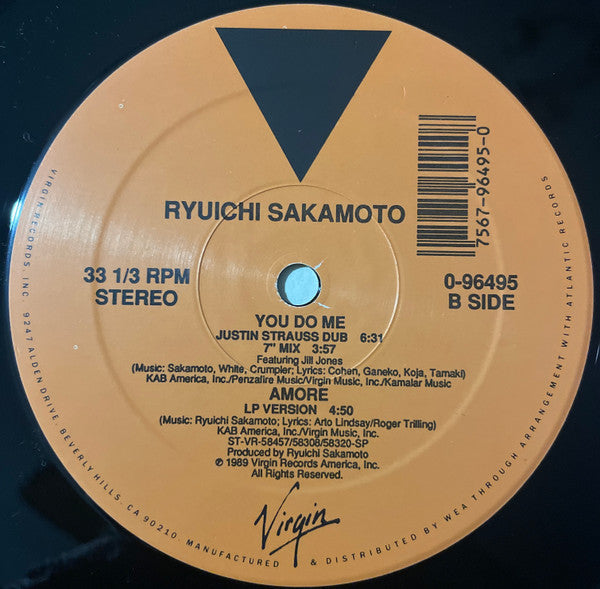 RYUICHI SAKAMOTO
7567-96495-0
33 1/3 RPM
STEREO
0-96495
B SIDE
YOU DO ME
JUSTIN STRAUSS DUB 6:31
7" MIX 3:57
Featuring Jill Jones
(Music: Sakamoto, White, Crumpler; Lyrics: Cohen, Ganeko, Koja, Tamaki)
KAB America, Inc./Penzafire Music/Virgin Music, Inc./Kamalar Music
AMORE
LP VERSION 4:50
(Music: Ryuichi Sakamoto; Lyrics: Arto Lindsay/Roger Trilling)
KAB America, Inc./Virgin Music, Inc.
ST-VR-58457/58308/58320-SP
Produced by Ryuichi Sakamoto
℗ 1989 Virgin Records America, Inc.
All Rights Reserved.
Virgin
VIRGIN RECORDS, INC. 9247 ALDEN DRIVE, BEVERLY HILLS, CA 90210. MANUFACTURED & DISTRIBUTED BY WEA THROUGH ARRANGEMENT WITH ATLANTIC RECORDS